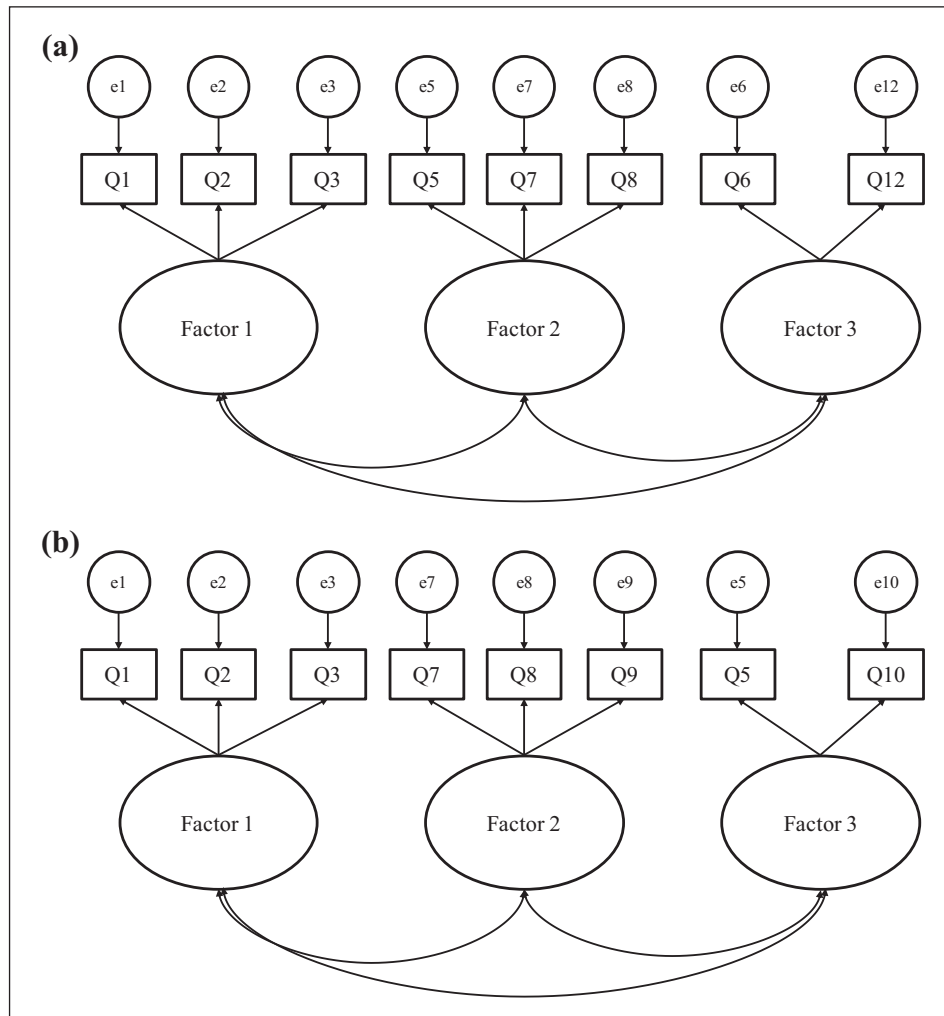 (a)
e1 e2 e3 e5 e7 e8 e6 e12
Q1 Q2 Q3 Q5 Q7 Q8 Q6 Q12
Factor 1 Factor 2 Factor 3
(b)
e1 e2 e3 e7 e8 e9 e5 e10
Q1 Q2 Q3 Q7 Q8 Q9 Q5 Q10
Factor 1 Factor 2 Factor 3